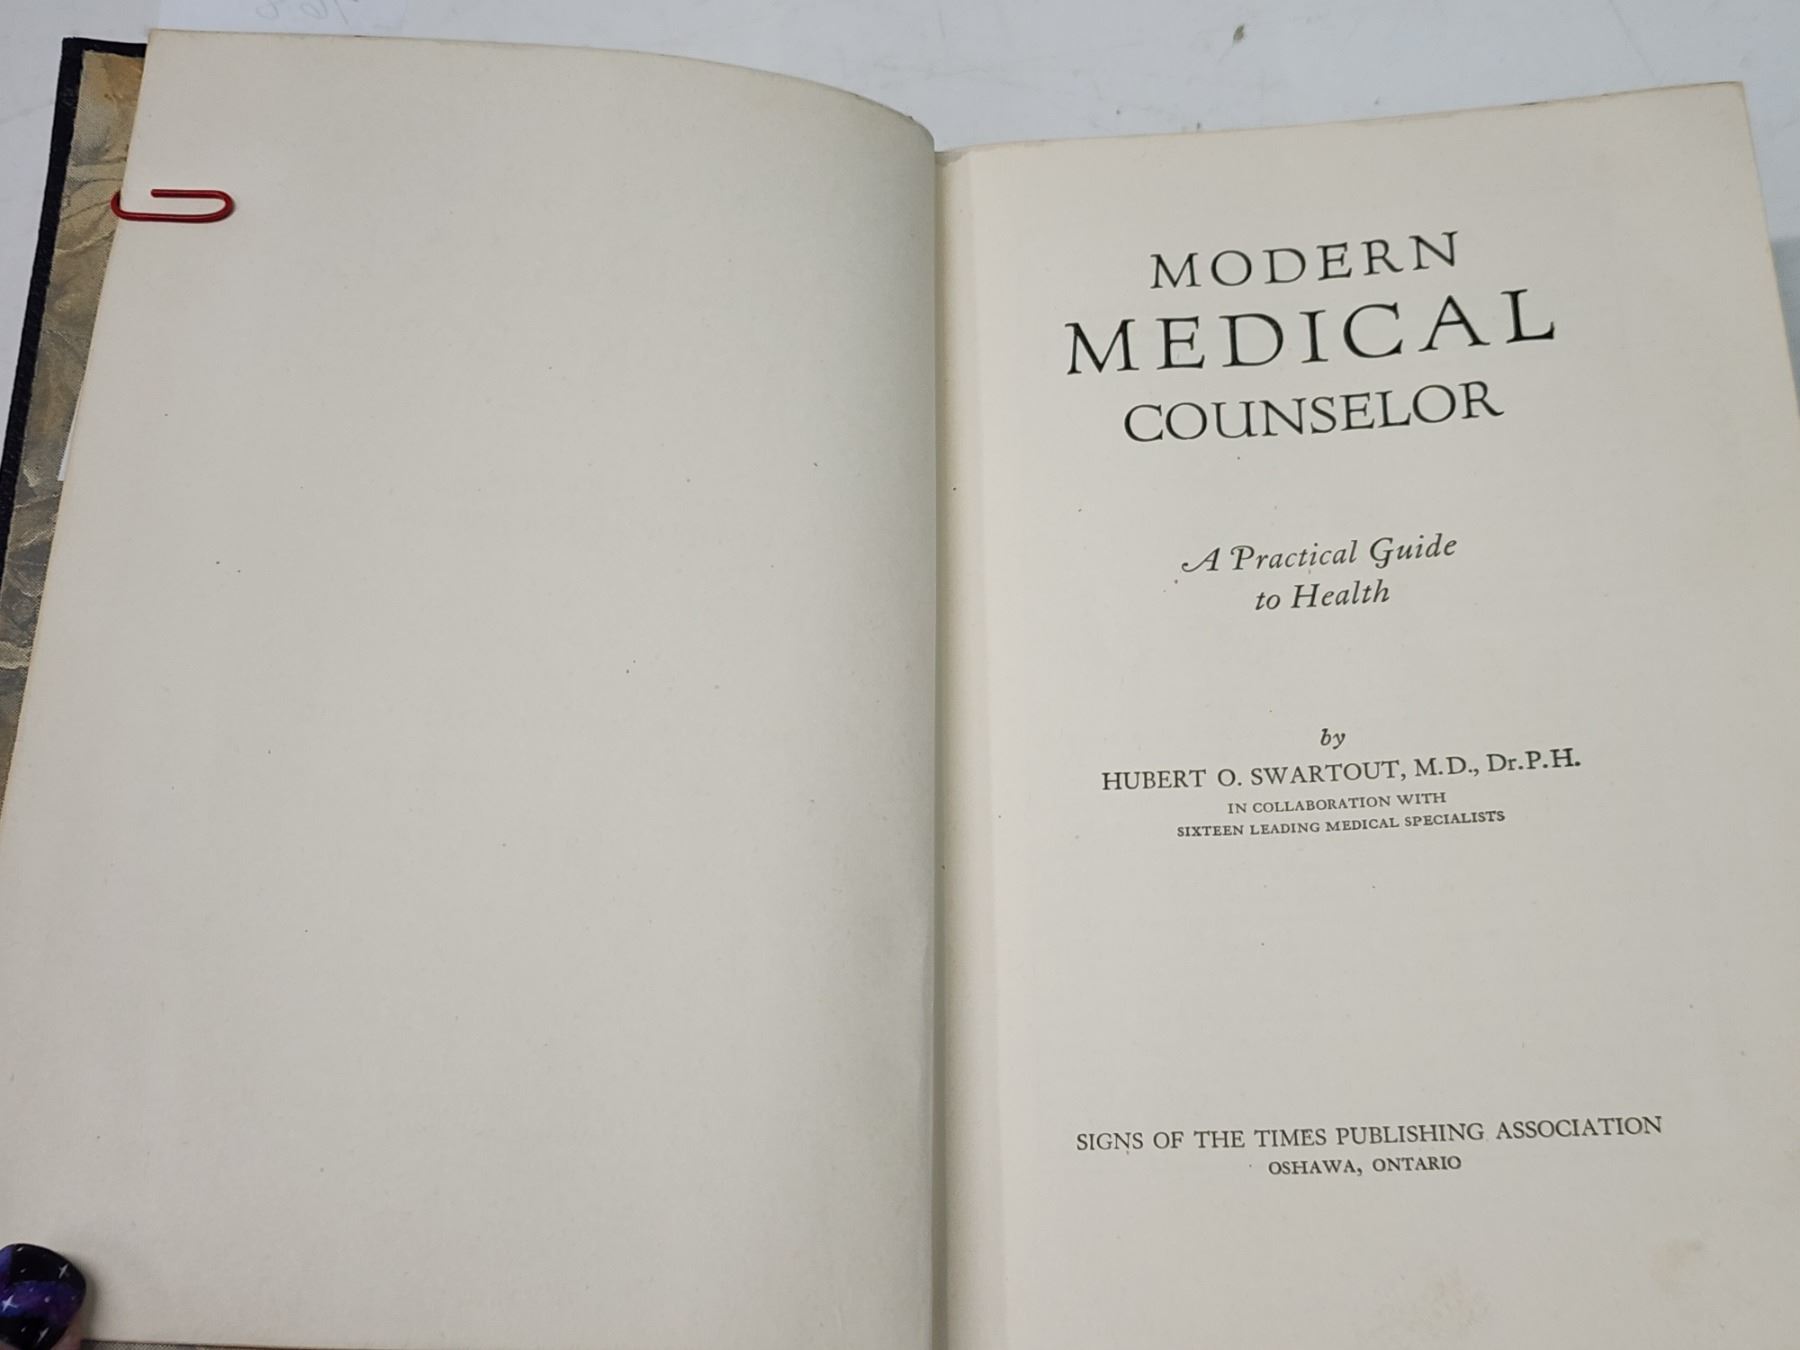 MODERN
MEDICAL
COUNSELOR
A Practical Guide
to Health
by
HUBERT O. SWARTOUT, M.D., Dr.P.H.
IN COLLABORATION WITH
SIXTEEN LEADING MEDICAL SPECIALISTS
SIGNS OF THE TIMES PUBLISHING ASSOCIATION
OSHAWA, ONTARIO